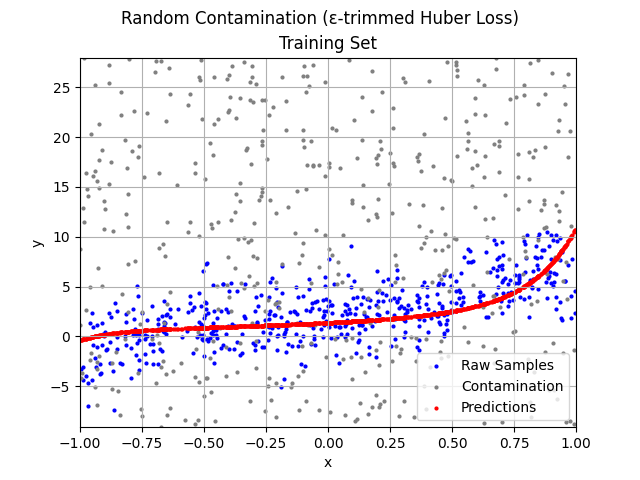 Random Contamination (ε-trimmed Huber Loss)
Training Set
25
20
15
10
5
0
−5
y
−1.00 −0.75 −0.50 −0.25 0.00 0.25 0.50 0.75 1.00
x
Raw Samples
Contamination
Predictions